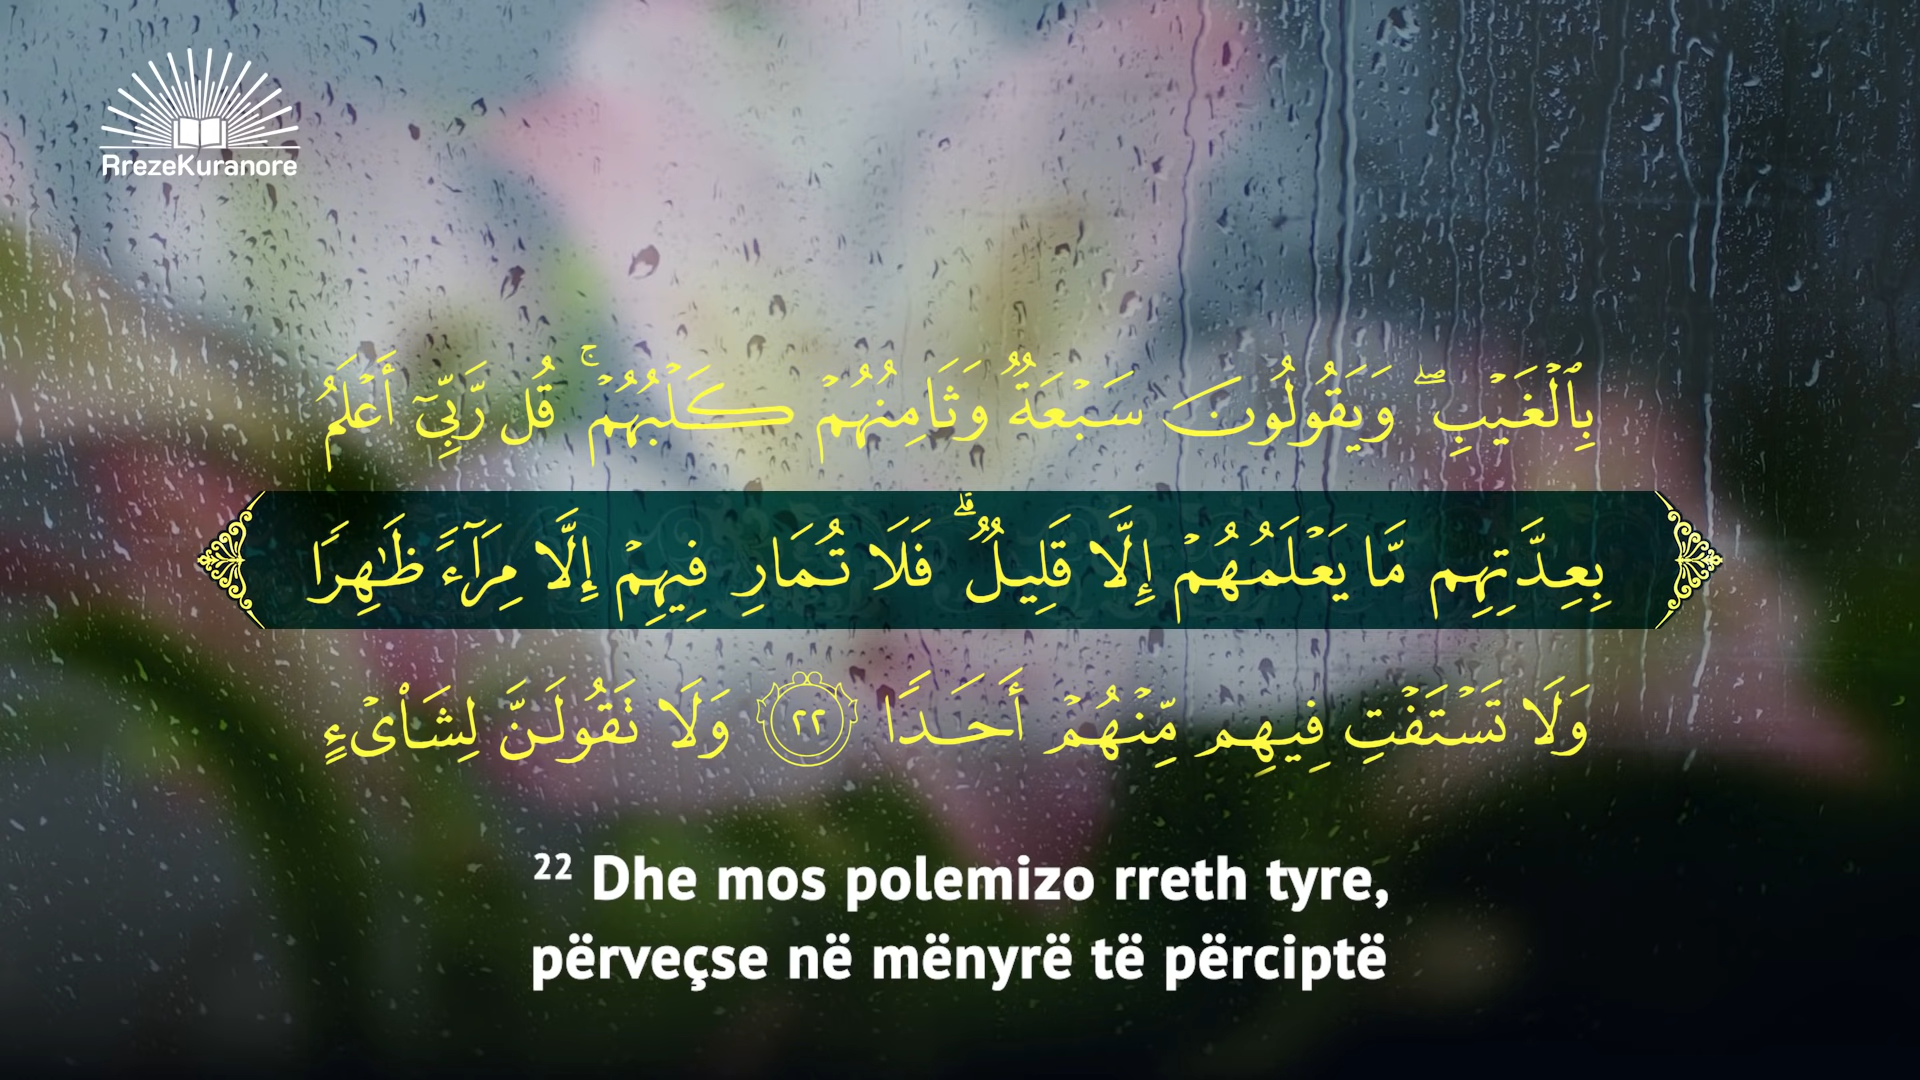 RrezeKuranore
بِٱلْغَيْبِ ۖ وَيَقُولُونَ سَبْعَةٌ وَثَامِنُهُمْ كَلْبُهُمْ ۚ قُل رَّبِّىٓ أَعْلَمُ
بِعِدَّتِهِم مَّا يَعْلَمُهُمْ إِلَّا قَلِيلٌ ۗ فَلَا تُمَارِ فِيهِمْ إِلَّا مِرَآءً ظَٰهِرًا
وَلَا تَسْتَفْتِ فِيهِم مِّنْهُمْ أَحَدًا ٢٢ وَلَا تَقُولَنَّ لِشَا۟ىْءٍ
22 Dhe mos polemizo rreth tyre,
përveçse në mënyrë të përciptë